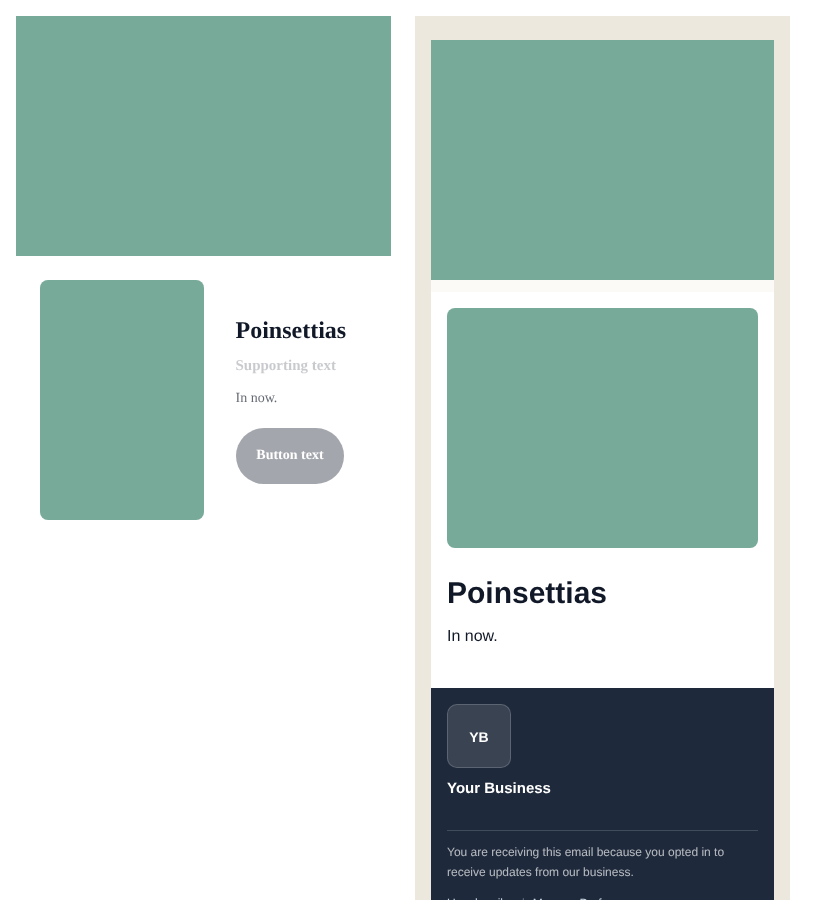 Poinsettias
Supporting text
In now.
Button text
Poinsettias
In now.
YB
Your Business
You are receiving this email because you opted in to
receive updates from our business.